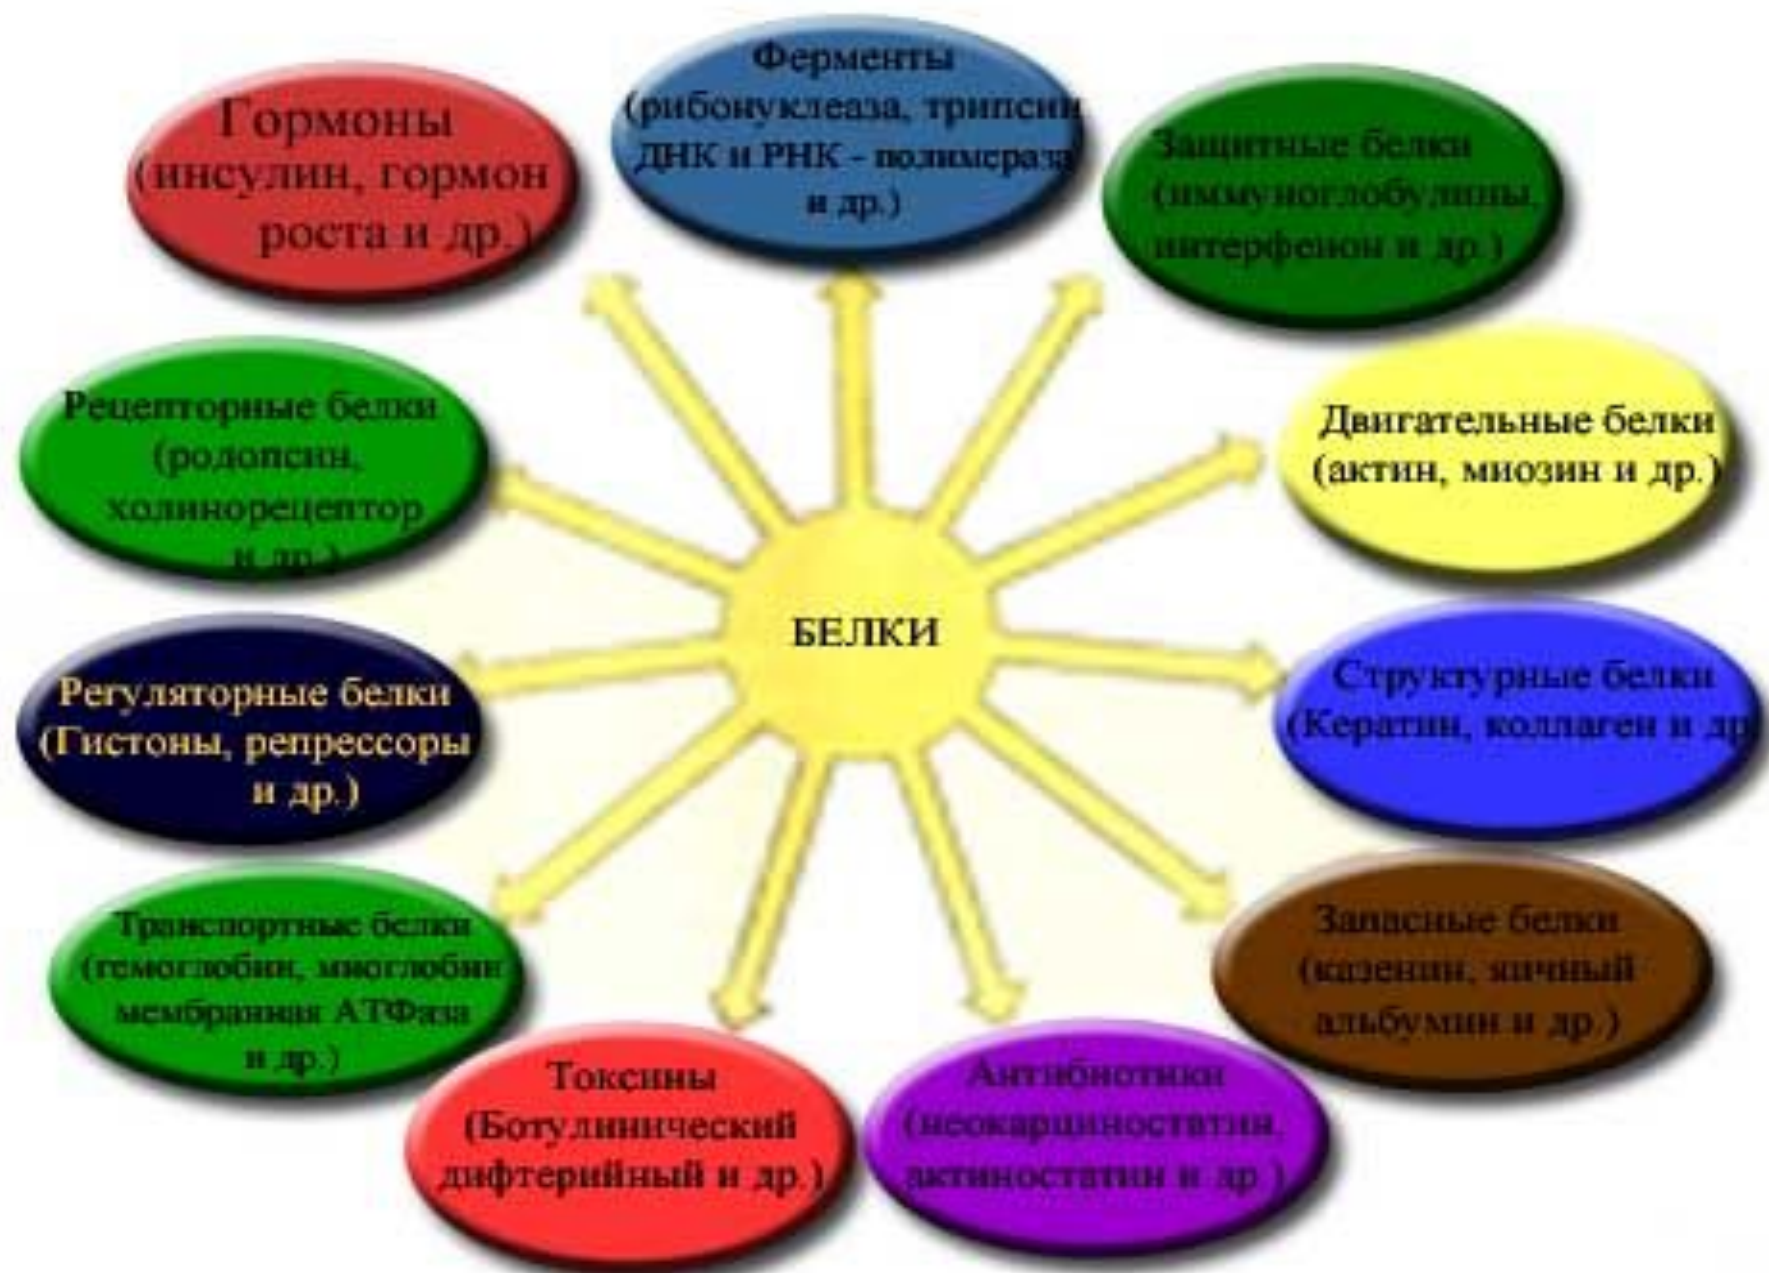 Ферменты
(рибонуклеаза, трипсин
ДНК и РНК - полимераза
и др.)
Гормоны
(инсулин, гормон
роста и др.)
Защитные белки
(иммуноглобулины,
интерфенон и др.)
Рецепторные белки
(родопсин,
холинорецептор
и др.)
Двигательные белки
(актин, миозин и др.)
БЕЛКИ
Регуляторные белки
(Гистоны, репрессоры
и др.)
Структурные белки
(Кератин, коллаген и др
Транспортные белки
(гемоглобин, миоглобин
мембранная АТФаза
и др.)
Запасные белки
(казенин, яичный
альбумин и др.)
Токсины
(Ботулинический
дифтерийный и др.)
Антибиотики
(неокарциностатин,
актиностатин и др.)